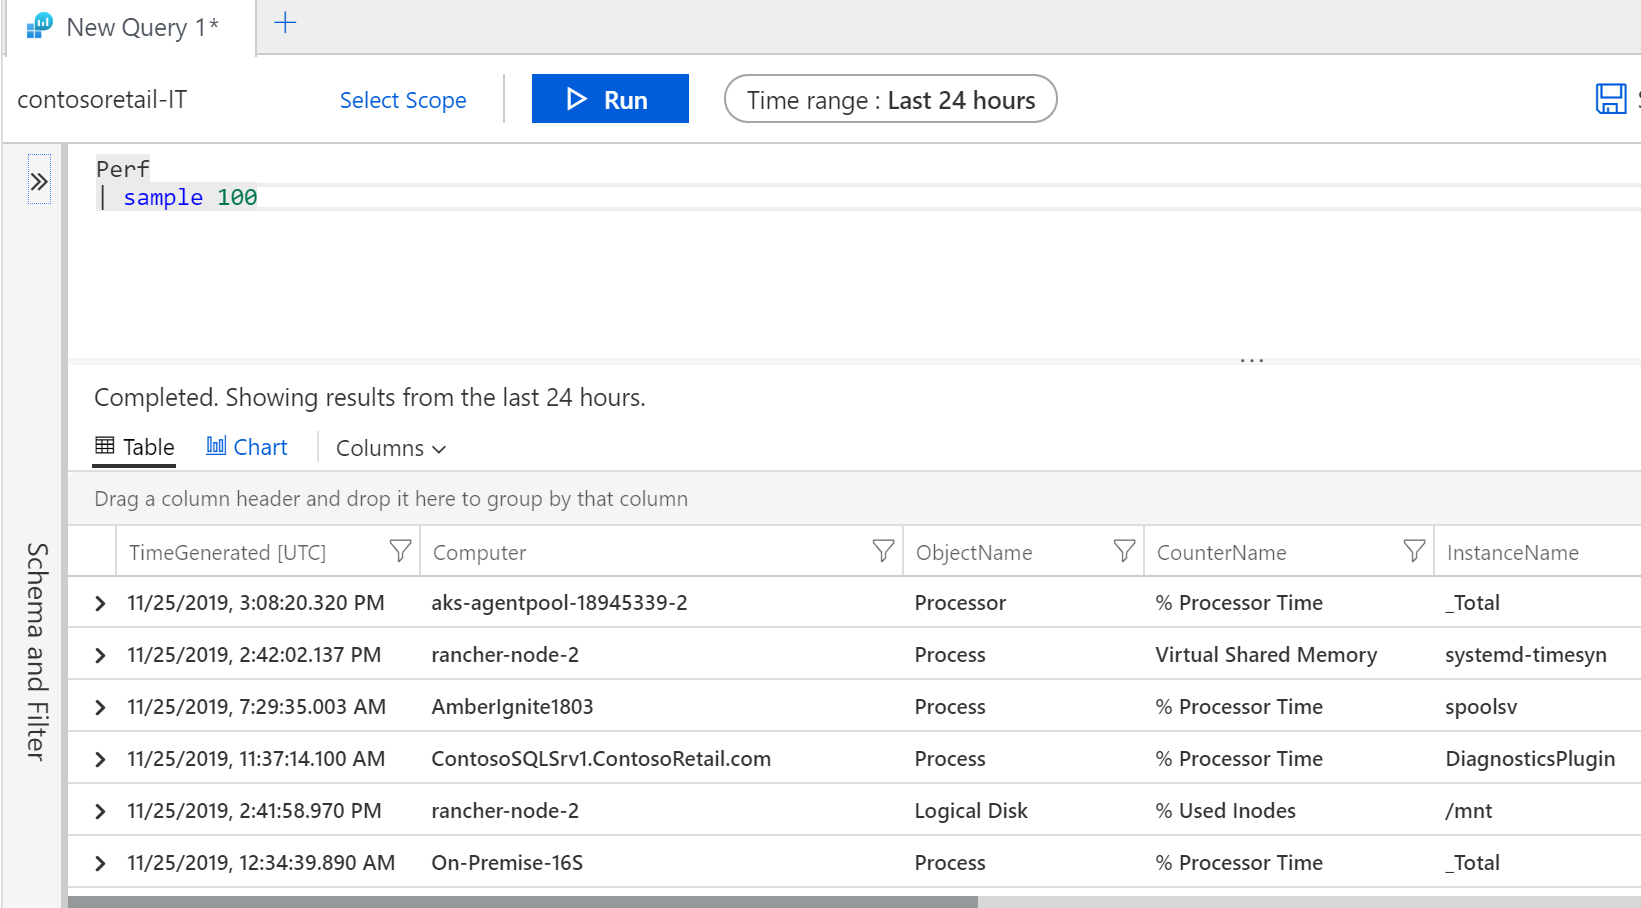 New Query 1*
contosoretail-IT Select Scope Run Time range : Last 24 hours
Perf
| sample 100
...
Completed. Showing results from the last 24 hours.
Table Chart Columns
Drag a column header and drop it here to group by that column
TimeGenerated [UTC] Computer ObjectName CounterName InstanceName
11/25/2019, 3:08:20.320 PM aks-agentpool-18945339-2 Processor % Processor Time _Total
11/25/2019, 2:42:02.137 PM rancher-node-2 Process Virtual Shared Memory systemd-timesyn
11/25/2019, 7:29:35.003 AM AmberIgnite1803 Process % Processor Time spoolsv
11/25/2019, 11:37:14.100 AM ContosoSQLSrv1.ContosoRetail.com Process % Processor Time DiagnosticsPlugin
11/25/2019, 2:41:58.970 PM rancher-node-2 Logical Disk % Used Inodes /mnt
11/25/2019, 12:34:39.890 AM On-Premise-16S Process % Processor Time _Total
Schema and Filter